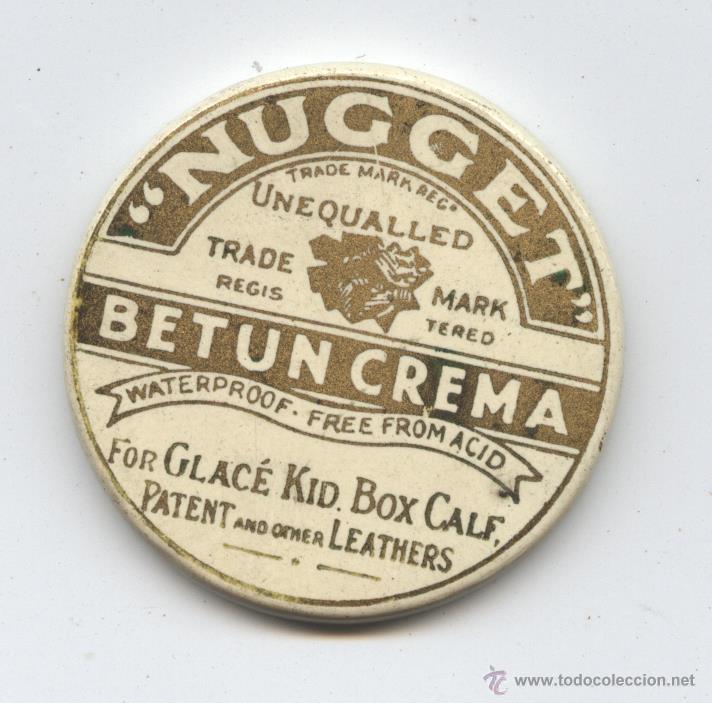 "NUGGET"
TRADE MARK REGD
UNEQUALLED
TRADE MARK
REGIS TERED
BETUN CREMA
WATERPROOF. FREE FROM ACID
FOR GLACÉ KID. BOX CALF,
PATENT AND OTHER LEATHERS
www.todocoleccion.net